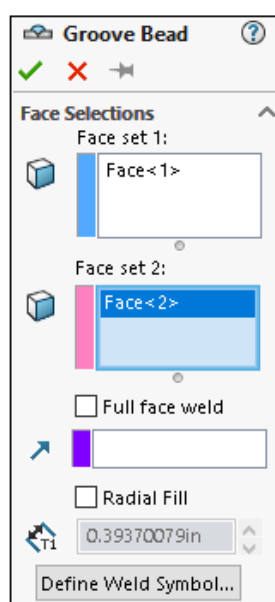 Groove Bead
Face Selections
Face set 1:
Face<1>
Face set 2:
Face<2>
Full face weld
Radial Fill
T1
0.39370079in
Define Weld Symbol...